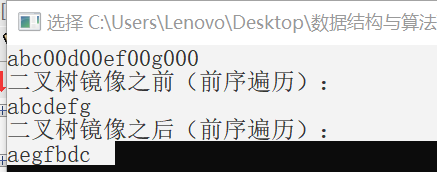 选择 C:\Users\Lenovo\Desktop\数据结构与算法
abc00d00ef00g000
二叉树镜像之前（前序遍历）：
abcdefg
二叉树镜像之后（前序遍历）：
aegfbdc